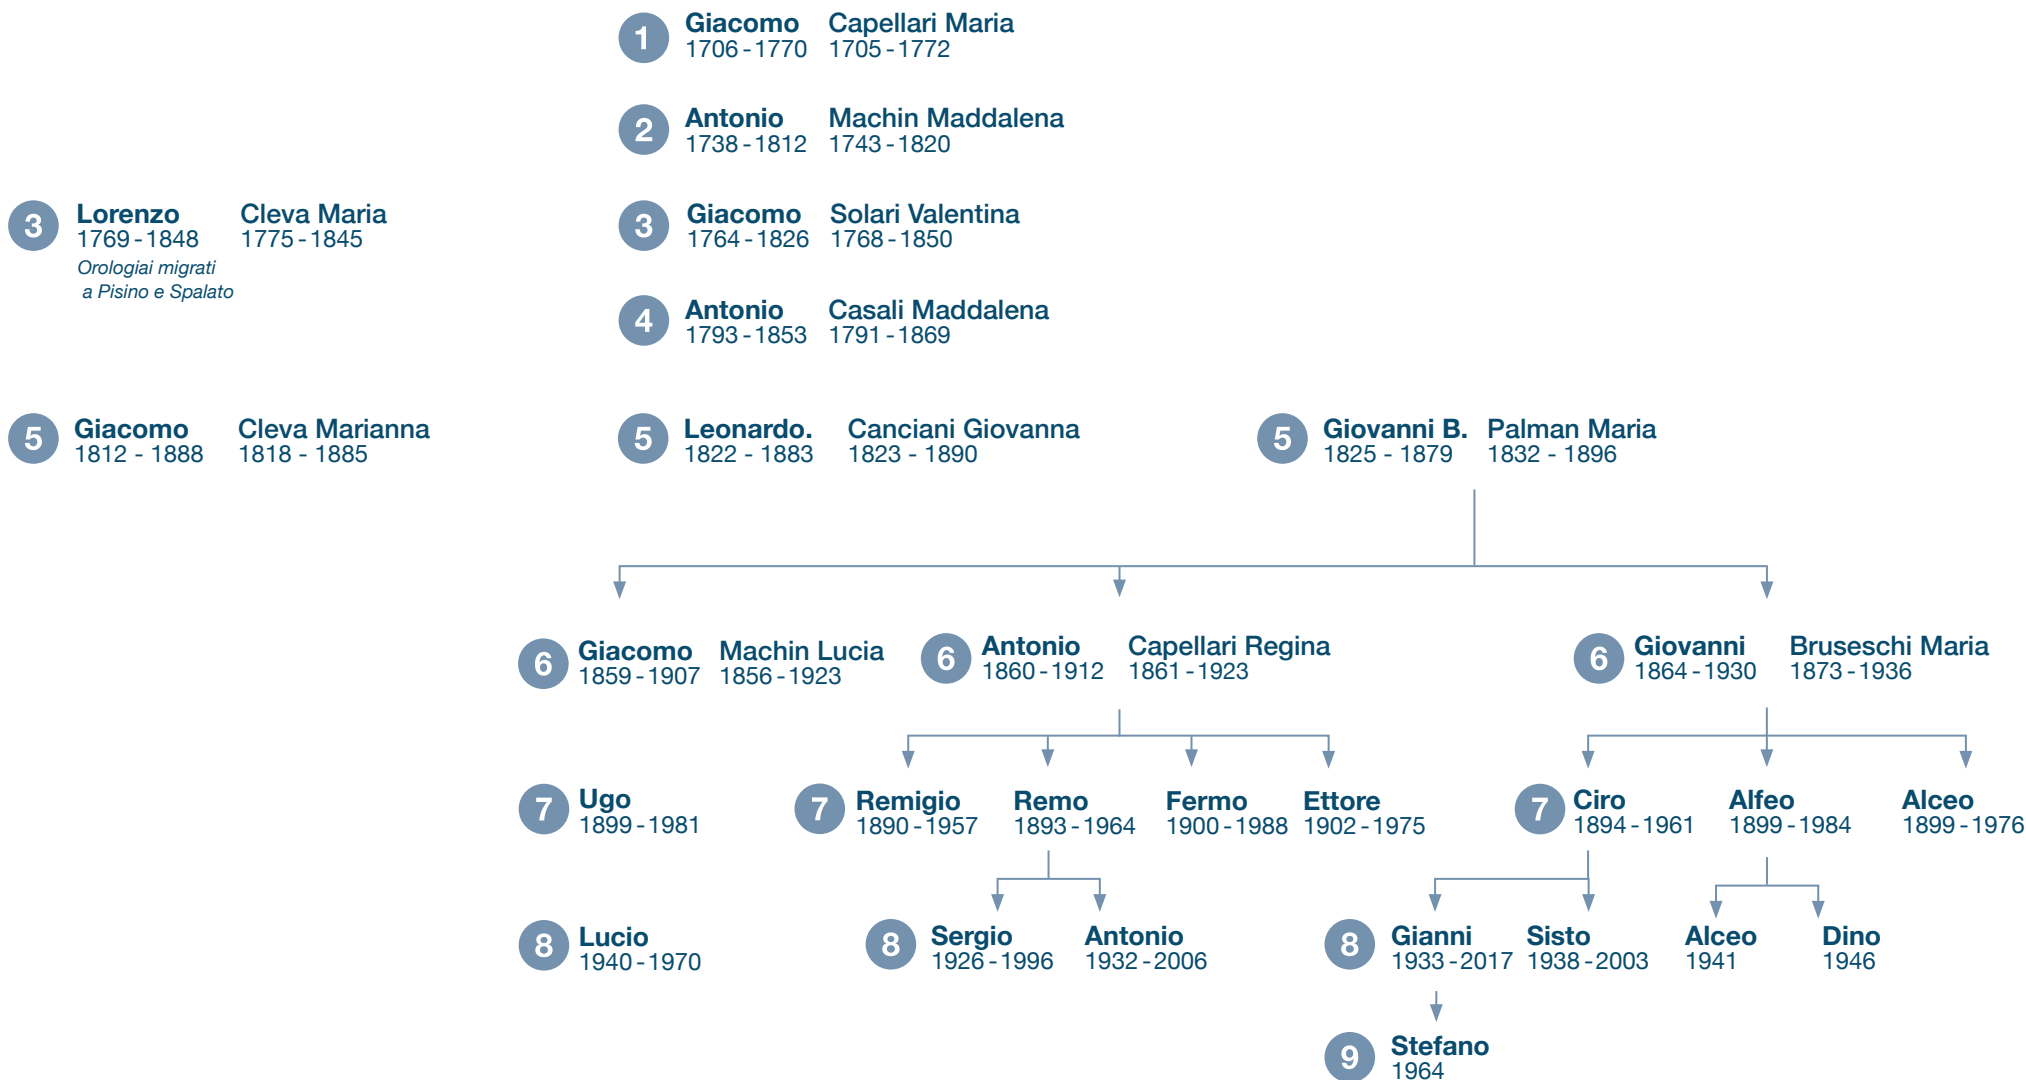 1 Giacomo Capellari Maria
1706 - 1770 1705 - 1772
2 Antonio Machin Maddalena
1738 - 1812 1743 - 1820
3 Lorenzo Cleva Maria
1769 - 1848 1775 - 1845
Orologiai migrati
a Pisino e Spalato
3 Giacomo Solari Valentina
1764 - 1826 1768 - 1850
4 Antonio Casali Maddalena
1793 - 1853 1791 - 1869
5 Giacomo Cleva Marianna
1812 - 1888 1818 - 1885
5 Leonardo. Canciani Giovanna
1822 - 1883 1823 - 1890
5 Giovanni B. Palman Maria
1825 - 1879 1832 - 1896
6 Giacomo Machin Lucia
1859 - 1907 1856 - 1923
6 Antonio Capellari Regina
1860 - 1912 1861 - 1923
6 Giovanni Bruseschi Maria
1864 - 1930 1873 - 1936
7 Ugo
1899 - 1981
7 Remigio Remo Fermo Ettore
1890 - 1957 1893 - 1964 1900 - 1988 1902 - 1975
7 Ciro Alfeo Alceo
1894 - 1961 1899 - 1984 1899 - 1976
8 Lucio
1940 - 1970
8 Sergio Antonio
1926 - 1996 1932 - 2006
8 Gianni Sisto Alceo Dino
1933 - 2017 1938 - 2003 1941 1946
9 Stefano
1964